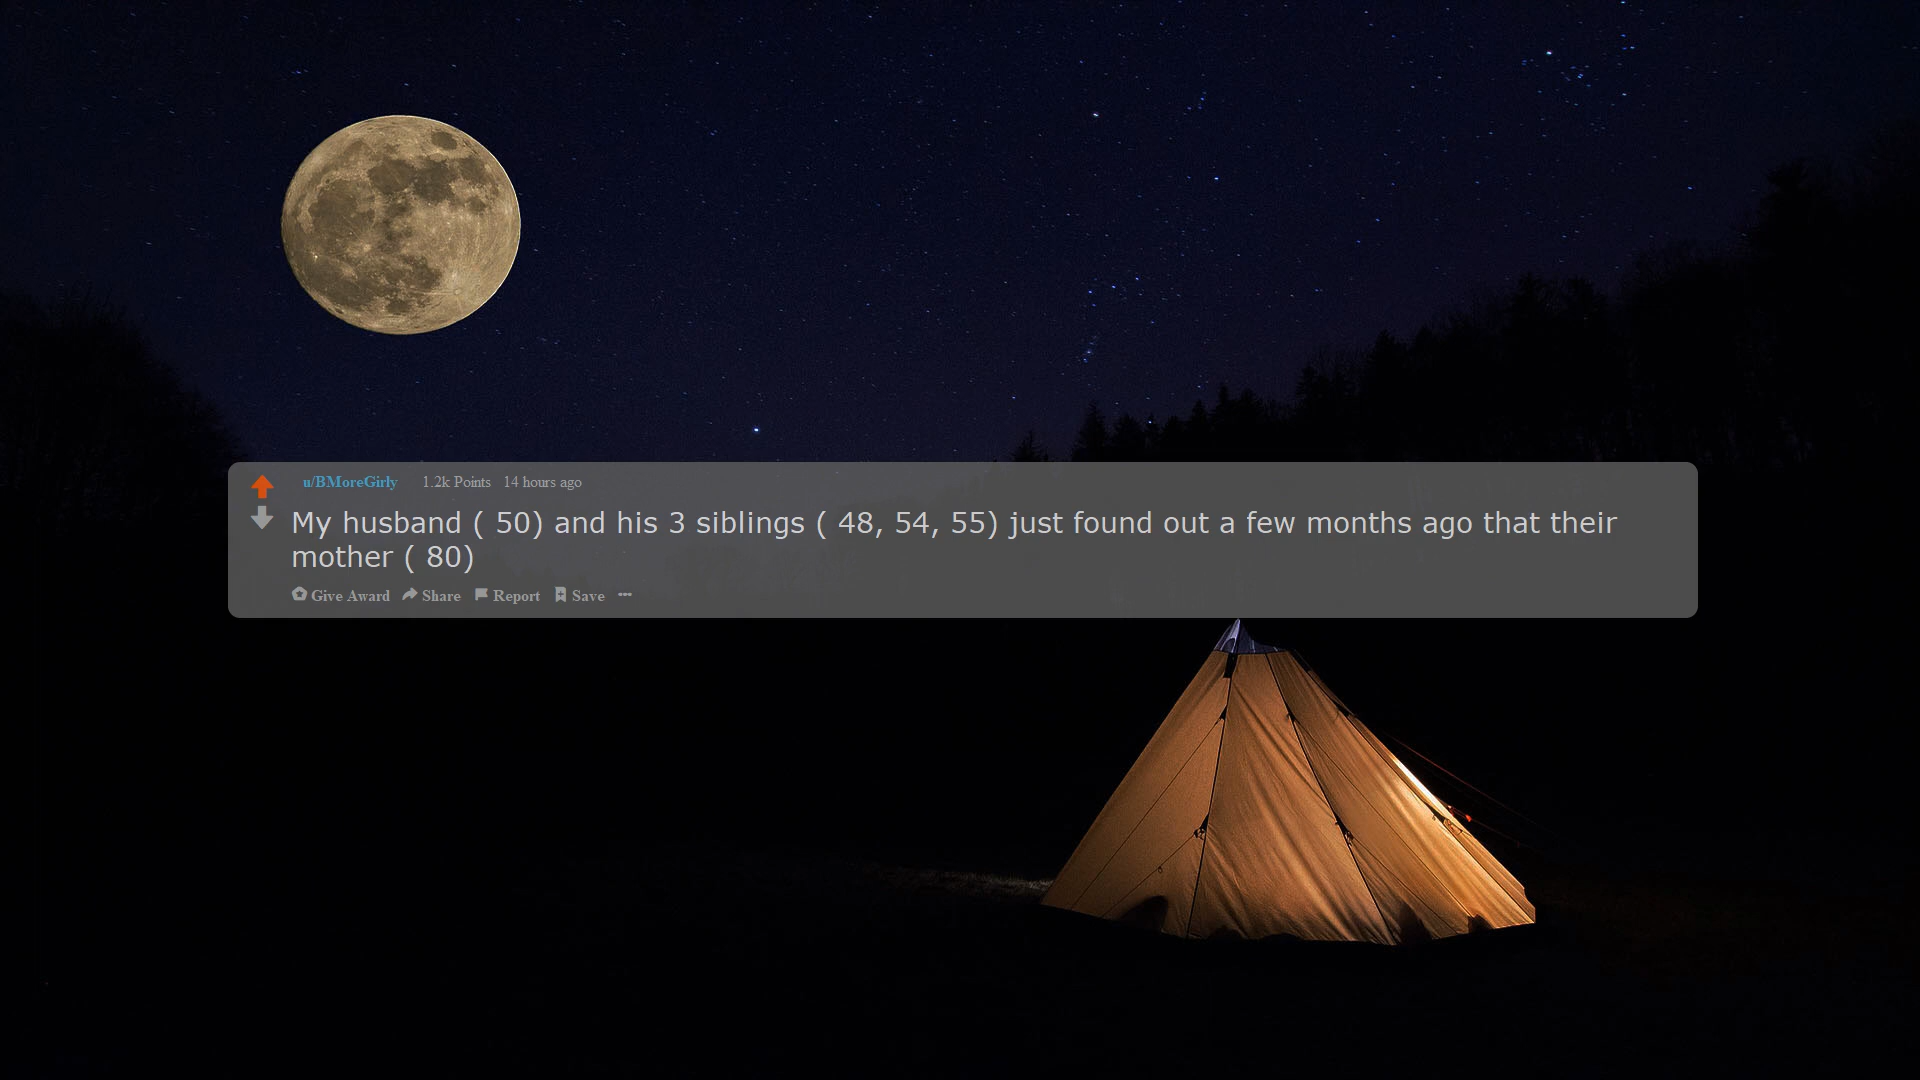 u/BMoreGirly 1.2k Points 14 hours ago
My husband ( 50) and his 3 siblings ( 48, 54, 55) just found out a few months ago that their
mother ( 80)
Give Award Share Report Save ···